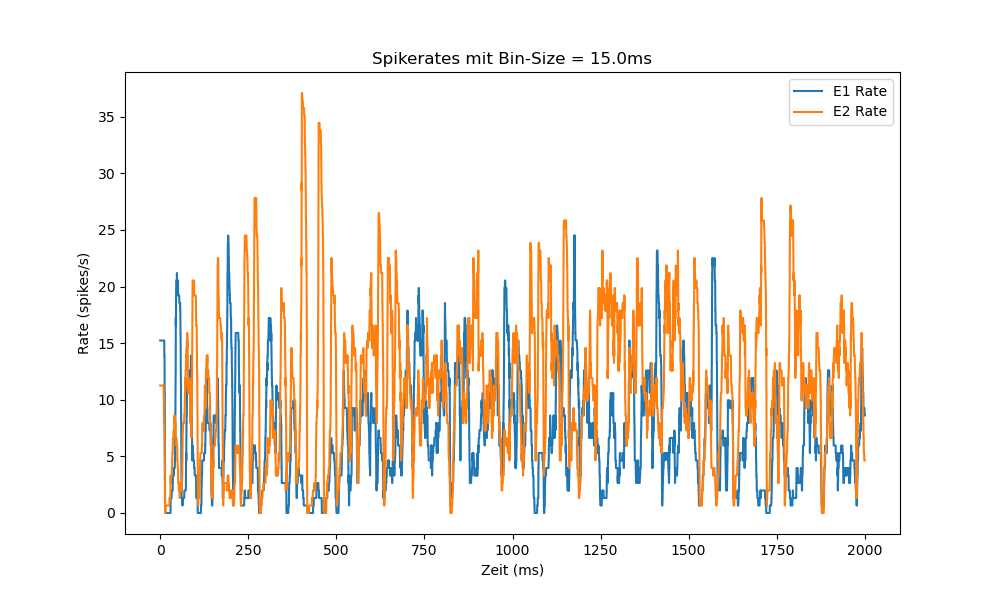 Spikerates mit Bin-Size = 15.0ms
E1 Rate
E2 Rate
Rate (spikes/s)
35
30
25
20
15
10
5
0
0 250 500 750 1000 1250 1500 1750 2000
Zeit (ms)